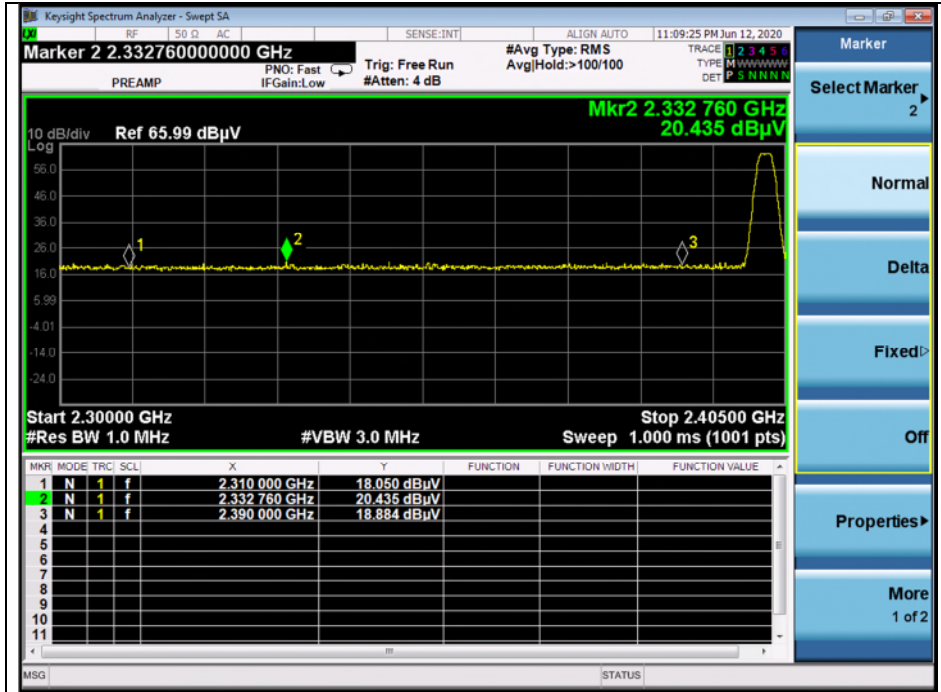 Keysight Spectrum Analyzer - Swept SA
LXI RF 50 Ω AC SENSE:INT ALIGN AUTO 11:09:25 PM Jun 12, 2020
Marker 2 2.332760000000 GHz
PREAMP
PNO: Fast
IFGain:Low
Trig: Free Run
#Atten: 4 dB
#Avg Type: RMS
Avg|Hold:>100/100
TRACE 1 2 3 4 5 6
TYPE M W W W W W
DET P S N N N N
Mkr2 2.332 760 GHz
20.435 dBµV
10 dB/div Ref 65.99 dBµV
Log
56.0
46.0
36.0
26.0
16.0
5.99
-4.01
-14.0
-24.0
1
2
3
Start 2.30000 GHz Stop 2.40500 GHz
#Res BW 1.0 MHz #VBW 3.0 MHz Sweep 1.000 ms (1001 pts)
MKR MODE TRC SCL X Y FUNCTION FUNCTION WIDTH FUNCTION VALUE
1 N 1 f 2.310 000 GHz 18.050 dBµV
2 N 1 f 2.332 760 GHz 20.435 dBµV
3 N 1 f 2.390 000 GHz 18.884 dBµV
4
5
6
7
8
9
10
11
MSG STATUS
Marker
Select Marker
2
Normal
Delta
Fixed
Off
Properties
More
1 of 2